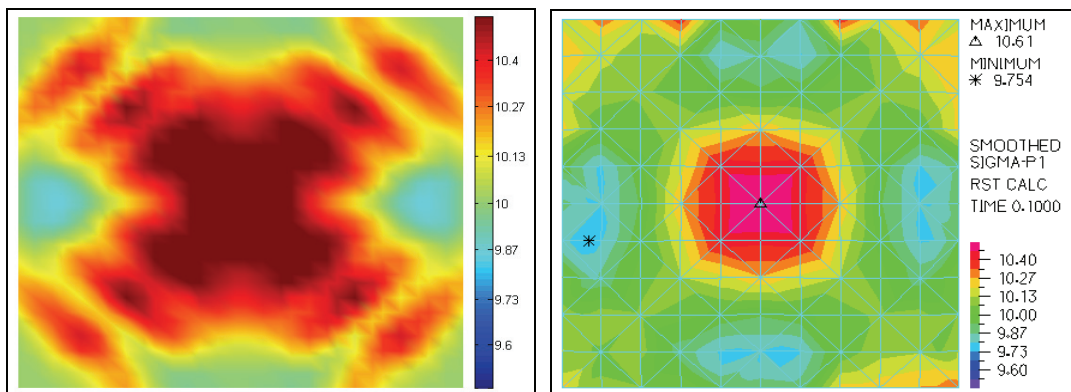 10.4
10.27
10.13
10
9.87
9.73
9.6
MAXIMUM
10.61
MINIMUM
9.754
SMOOTHED
SIGMA-P1
RST CALC
TIME 0.1000
10.40
10.27
10.13
10.00
9.87
9.73
9.60